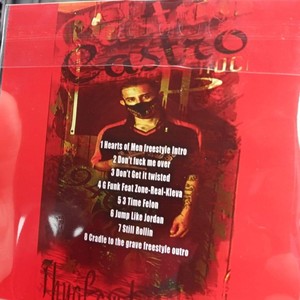 Castro
1 Hearts of Men freestyle Intro
2 Don't fuck me over
3 Don't Get it twisted
4 G Funk Feat Zone-Real-Kleva
5 3 Time Felon
6 Jump Like Jordan
7 Still Rollin
8 Cradle to the grave freestyle outro